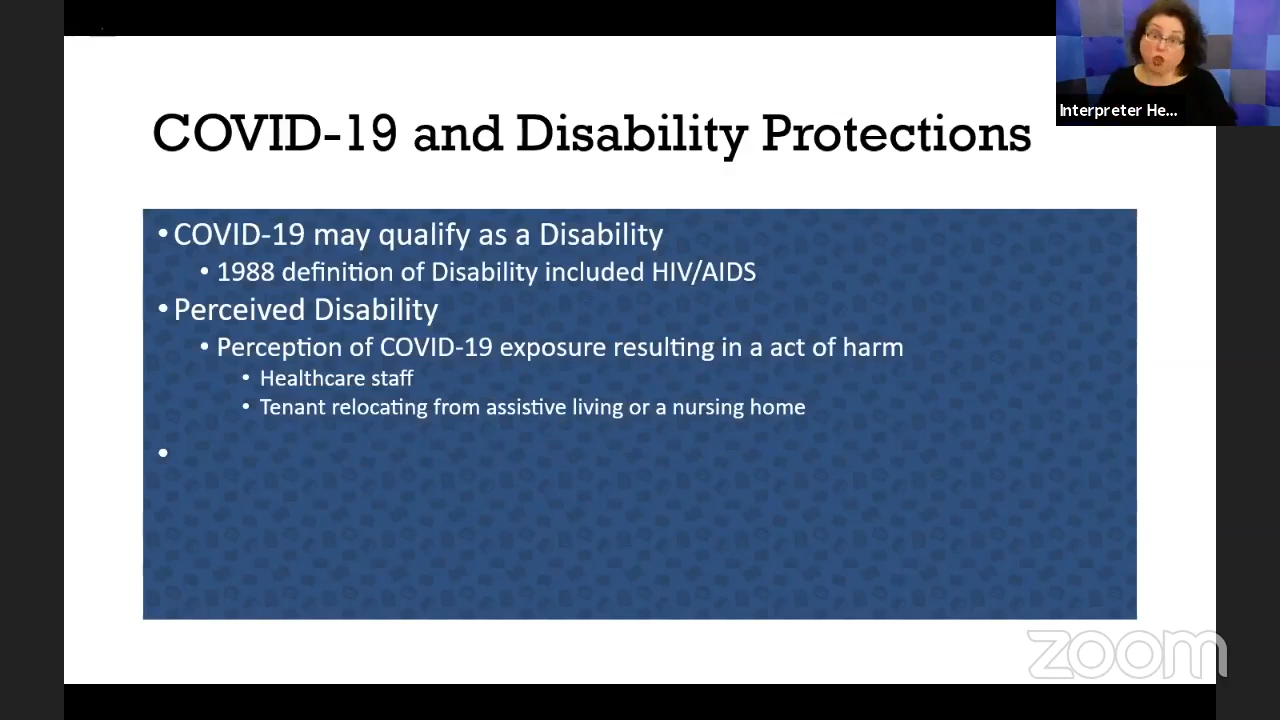 Interpreter He...
COVID-19 and Disability Protections
• COVID-19 may qualify as a Disability
• 1988 definition of Disability included HIV/AIDS
• Perceived Disability
• Perception of COVID-19 exposure resulting in a act of harm
• Healthcare staff
• Tenant relocating from assistive living or a nursing home
•
zoom